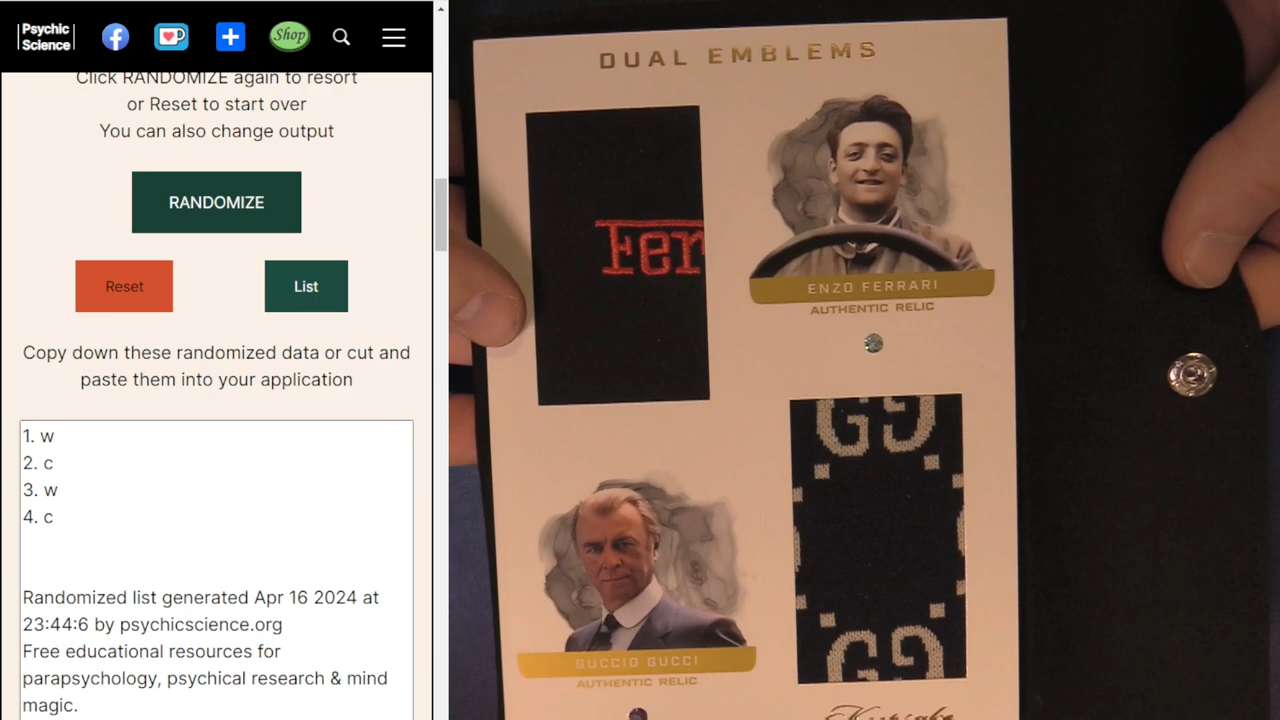 Psychic
Science
Shop
Click RANDOMIZE again to resort
or Reset to start over
You can also change output
RANDOMIZE
Reset
List
Copy down these randomized data or cut and
paste them into your application
1. w
2. c
3. w
4. c
Randomized list generated Apr 16 2024 at
23:44:6 by psychicscience.org
Free educational resources for
parapsychology, psychical research & mind
magic.
DUAL EMBLEMS
Fer
ENZO FERRARI
AUTHENTIC RELIC
GG
GUCCIO GUCCI
AUTHENTIC RELIC
GG
Keepsake